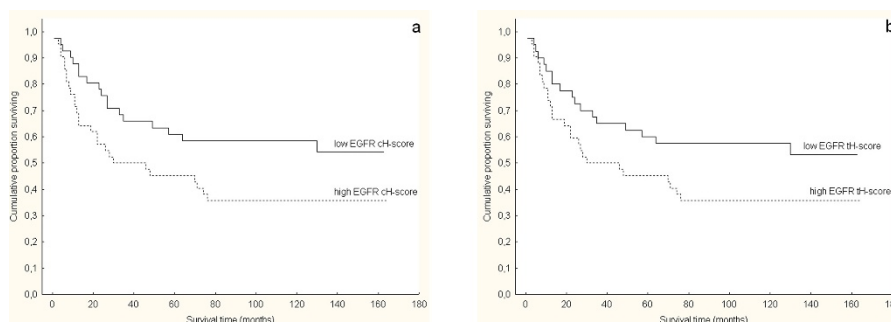 a
1,0
0,9
0,8
0,7
0,6
0,5
0,4
0,3
0,2
0,1
0,0
Cumulative proportion surviving
low EGFR cH-score
high EGFR cH-score
0 20 40 60 80 100 120 140 160 180
Survival time (months)
b
1,0
0,9
0,8
0,7
0,6
0,5
0,4
0,3
0,2
0,1
0,0
Cumulative proportion surviving
low EGFR tH-score
high EGFR tH-score
0 20 40 60 80 100 120 140 160 180
Survival time (months)